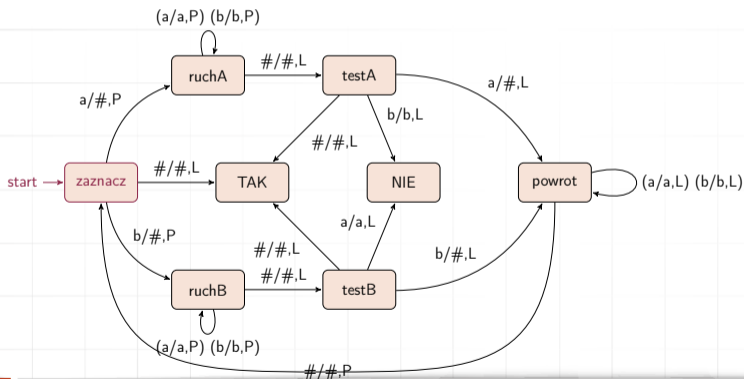 (a/a,P) (b/b,P)
ruchA
#/#,L
testA
a/#,L
a/#,P
b/b,L
#/#,L
start
zaznacz
#/#,L
TAK
NIE
powrot
(a/a,L) (b/b,L)
b/#,P
a/a,L
#/#,L
b/#,L
ruchB
#/#,L
testB
(a/a,P) (b/b,P)
#/#,P